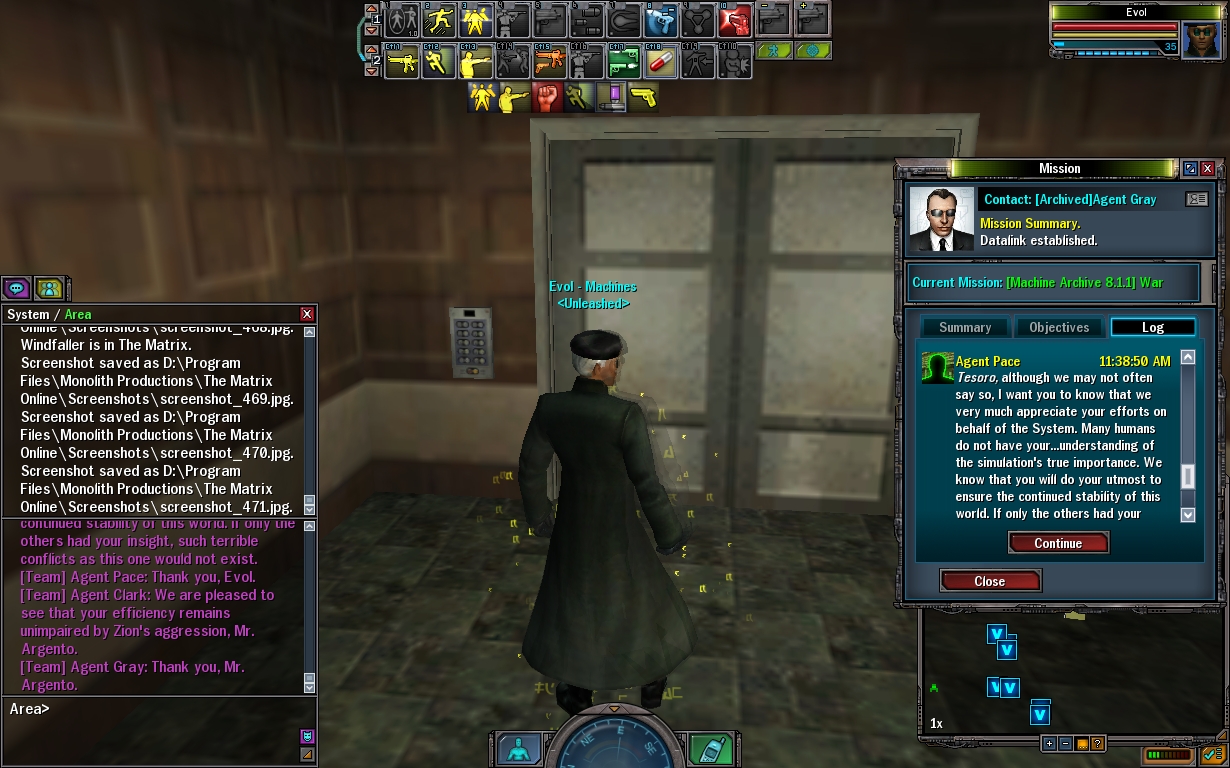 1
2
Evol
35
Mission
Contact: [Archived]Agent Gray
Mission Summary.
Datalink established.
Current Mission: [Machine Archive 8.1.1] War
Summary
Objectives
Log
Agent Pace 11:38:50 AM
Tesoro, although we may not often
say so, I want you to know that we
very much appreciate your efforts on
behalf of the System. Many humans
do not have your...understanding of
the simulation's true importance. We
know that you will do your utmost to
ensure the continued stability of this
world. If only the others had your
Continue
Close
Evol - Machines
<Unleashed>
System / Area
Online\Screenshots\screenshot_468.jpg.
Windfaller is in The Matrix.
Screenshot saved as D:\Program
Files\Monolith Productions\The Matrix
Online\Screenshots\screenshot_469.jpg.
Screenshot saved as D:\Program
Files\Monolith Productions\The Matrix
Online\Screenshots\screenshot_470.jpg.
Screenshot saved as D:\Program
Files\Monolith Productions\The Matrix
Online\Screenshots\screenshot_471.jpg.
continued stability of this world. If only the
others had your insight, such terrible
conflicts as this one would not exist.
[Team] Agent Pace: Thank you, Evol.
[Team] Agent Clark: We are pleased to
see that your efficiency remains
unimpaired by Zion's aggression, Mr.
Argento.
[Team] Agent Gray: Thank you, Mr.
Argento.
Area>
NE
E
SE
1x
V
V
V
V
V